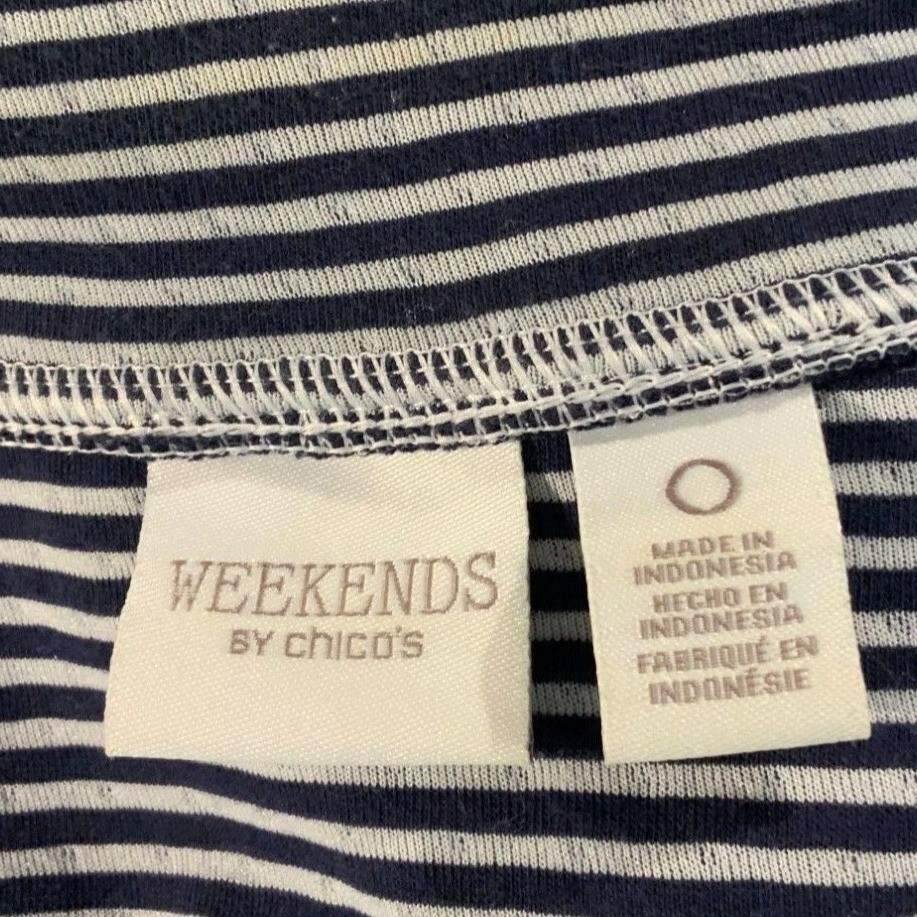 WEEKENDS
BY CHICO'S
0
MADE IN
INDONESIA
HECHO EN
INDONESIA
FABRIQUÉ EN
INDONÉSIE